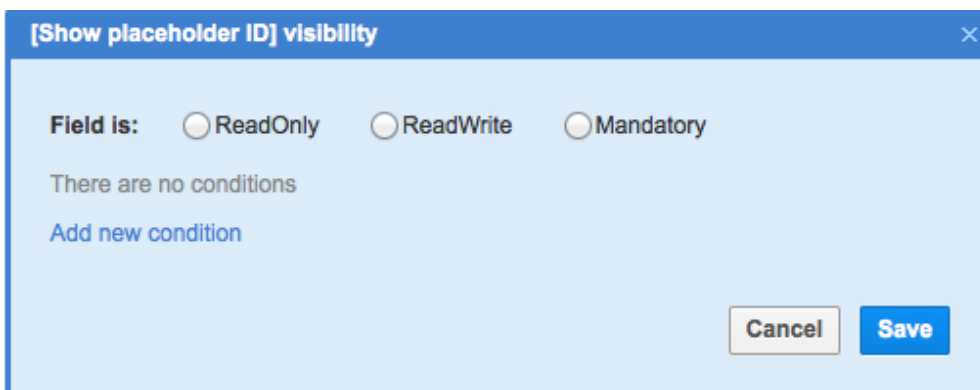 [Show placeholder ID] visibility
Field is: ReadOnly ReadWrite Mandatory
There are no conditions
Add new condition
Cancel Save